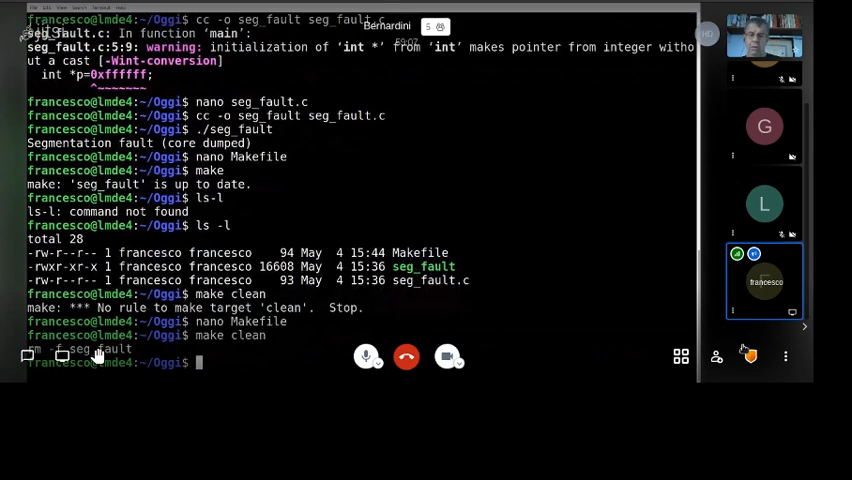 francesco@lmde4:~/Oggi$ cc -o seg_fault seg_fault.c
Bernardini
5
59:07
HD
seg_fault.c: In function ‘main’:
seg_fault.c:5:9: warning: initialization of ‘int *’ from ‘int’ makes pointer from integer witho
ut a cast [-Wint-conversion]
int *p=0xffffff;
^~~~~~~~
francesco@lmde4:~/Oggi$ nano seg_fault.c
francesco@lmde4:~/Oggi$ cc -o seg_fault seg_fault.c
francesco@lmde4:~/Oggi$ ./seg_fault
Segmentation fault (core dumped)
francesco@lmde4:~/Oggi$ nano Makefile
francesco@lmde4:~/Oggi$ make
make: 'seg_fault' is up to date.
francesco@lmde4:~/Oggi$ ls-l
ls-l: command not found
francesco@lmde4:~/Oggi$ ls -l
total 28
-rw-r--r-- 1 francesco francesco    94 May  4 15:44 Makefile
-rwxr-xr-x 1 francesco francesco 16608 May  4 15:36 seg_fault
-rw-r--r-- 1 francesco francesco    93 May  4 15:36 seg_fault.c
francesco@lmde4:~/Oggi$ make clean
make: *** No rule to make target 'clean'.  Stop.
francesco@lmde4:~/Oggi$ nano Makefile
francesco@lmde4:~/Oggi$ make clean
rm -f seg_fault
francesco@lmde4:~/Oggi$
G
L
francesco